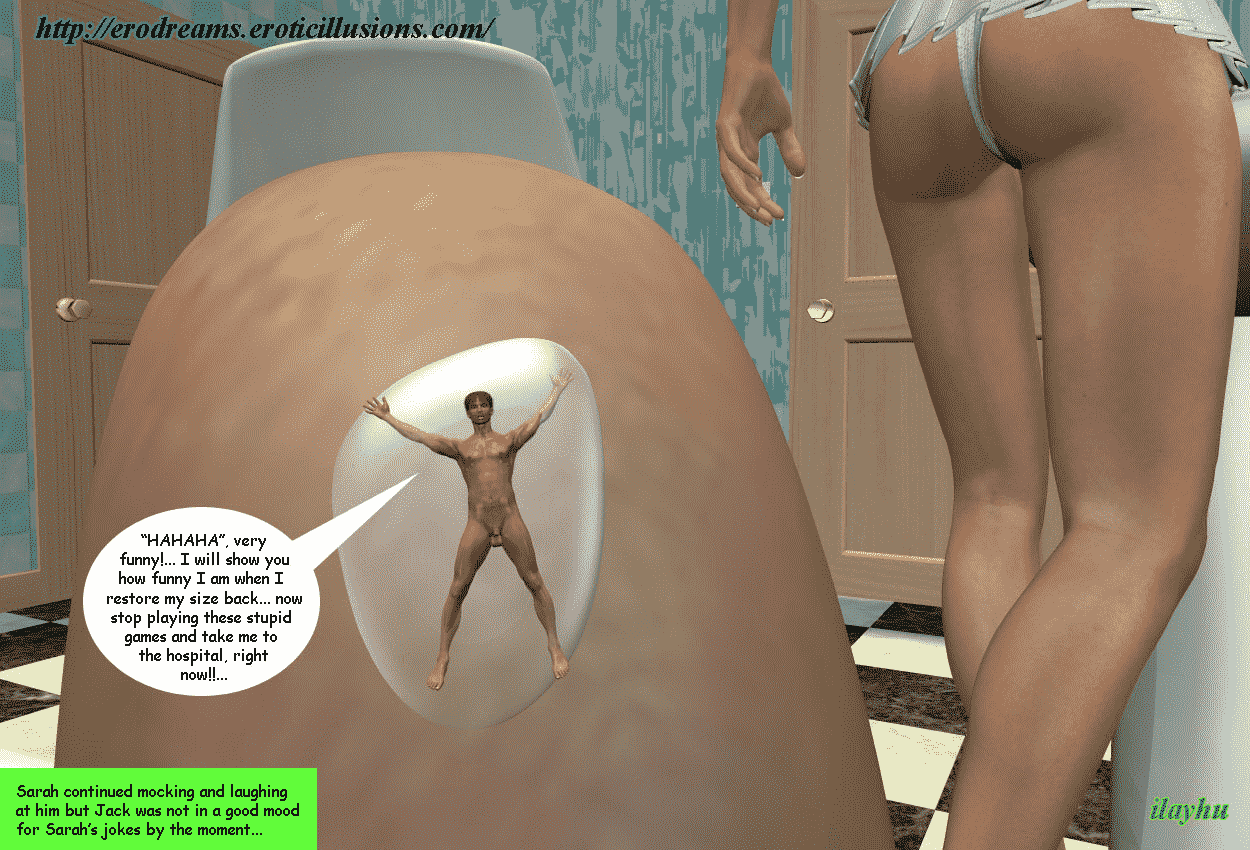 http://erodreams.eroticillusions.com/
“HAHAHA”, very
funny!... I will show you
how funny I am when I
restore my size back... now
stop playing these stupid
games and take me to
the hospital, right
now!!...
Sarah continued mocking and laughing
at him but Jack was not in a good mood
for Sarah's jokes by the moment...
ilayhu